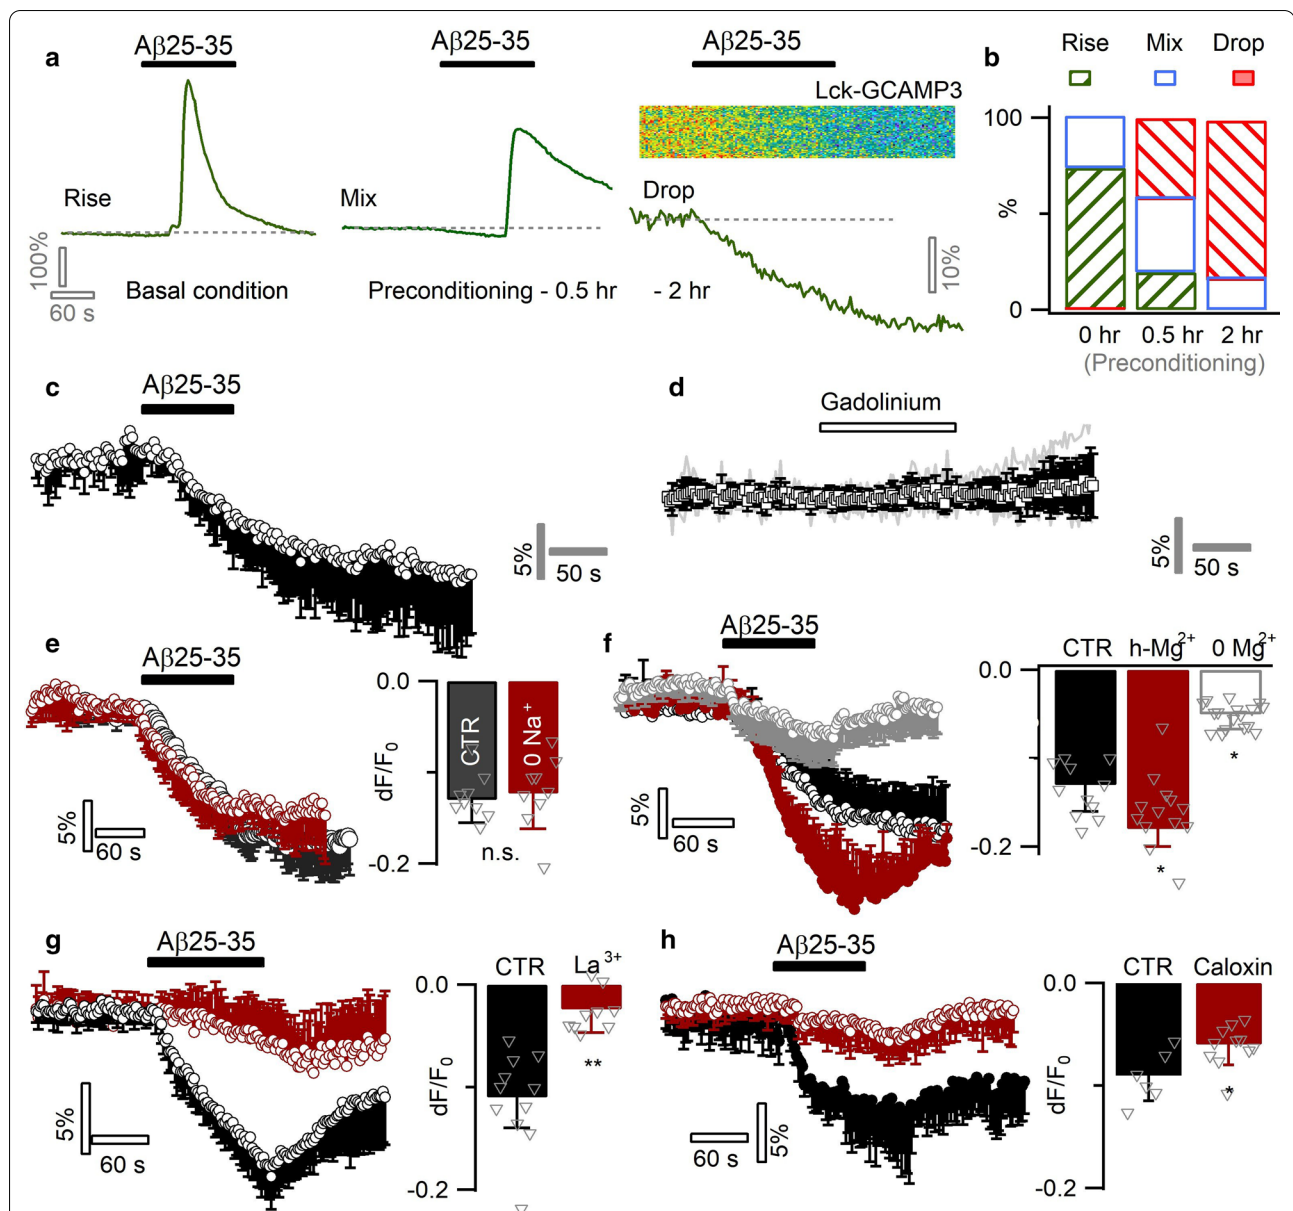 a
Aβ25-35
Aβ25-35
Aβ25-35
Lck-GCAMP3
Rise
Mix
Drop
100%
60 s
10%
Basal condition
Preconditioning - 0.5 hr
- 2 hr
b
Rise Mix Drop
100
%
0
0 hr 0.5 hr 2 hr
(Preconditioning)
c
Aβ25-35
5%
50 s
d
Gadolinium
5%
50 s
e
Aβ25-35
5%
60 s
0.0
dF/F0
-0.2
CTR
0 Na+
n.s.
f
Aβ25-35
5%
60 s
CTR h-Mg2+ 0 Mg2+
0.0
-0.2
*
*
g
Aβ25-35
5%
60 s
CTR La3+
0.0
dF/F0
-0.2
**
h
Aβ25-35
60 s
5%
CTR Caloxin
0.0
dF/F0
-0.2
*